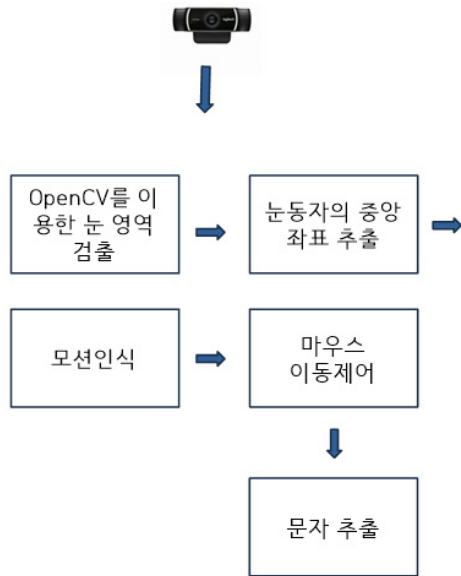 OpenCV를 이
용한 눈 영역
검출
눈동자의 중앙
좌표 추출
모션인식
마우스
이동제어
문자 추출